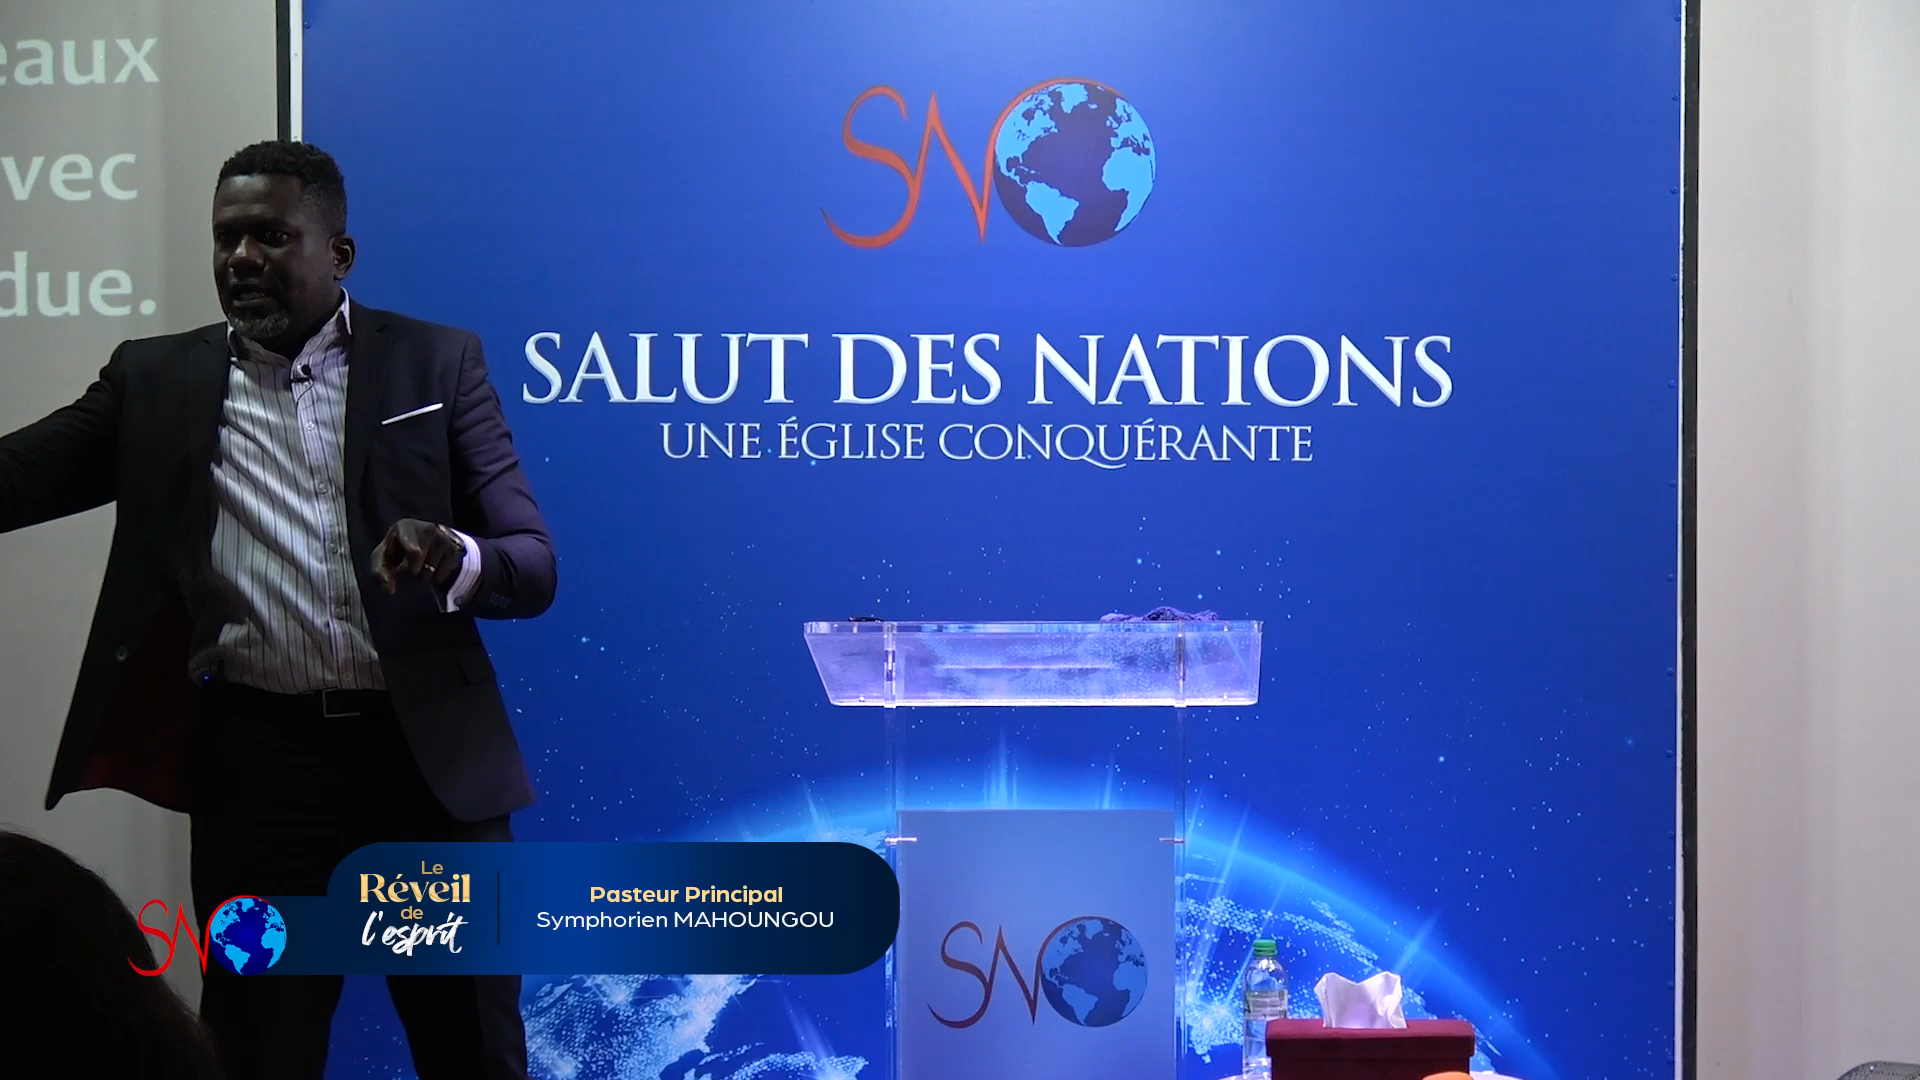 eaux
vec
due.
SN
SALUT DES NATIONS
UNE ÉGLISE CONQUÉRANTE
Le
Réveil
de
l'esprit
Pasteur Principal
Symphorien MAHOUNGOU
SN
SN